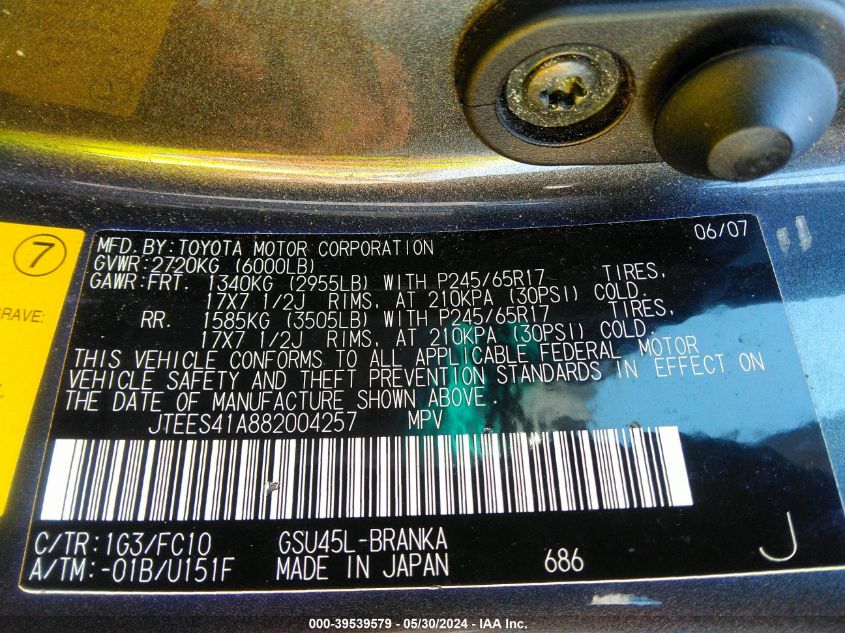 06/07
7
MFD. BY: TOYOTA MOTOR CORPORATION
GVWR: 2720KG (6000LB)
GAWR: FRT. 1340KG (2955LB) WITH P245/65R17 TIRES,
17X7 1/2J RIMS, AT 210KPA (30PSI) COLD.
RR. 1585KG (3505LB) WITH P245/65R17 TIRES,
17X7 1/2J RIMS, AT 210KPA (30PSI) COLD.
RAVE:
THIS VEHICLE CONFORMS TO ALL APPLICABLE FEDERAL MOTOR
VEHICLE SAFETY AND THEFT PREVENTION STANDARDS IN EFFECT ON
THE DATE OF MANUFACTURE SHOWN ABOVE.
JTEES41A882004257 MPV
C/TR: 1G3/FC10 GSU45L-BRANKA
A/TM: -01B/U151F MADE IN JAPAN 686 J
000-39539579 — 05/30/2024 - IAA Inc.